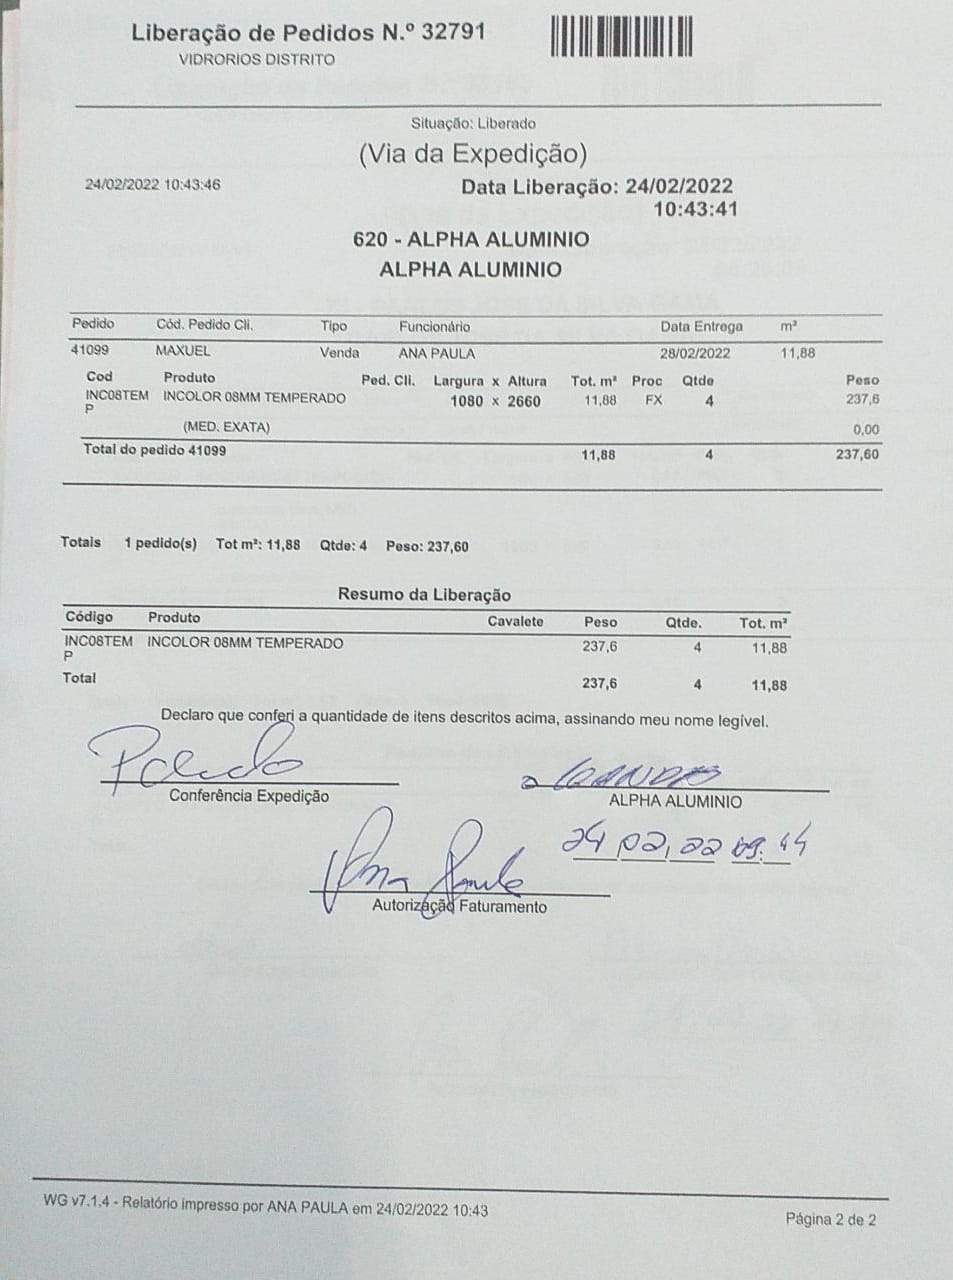 Liberação de Pedidos N.º 32791
VIDRORIOS DISTRITO
Situação: Liberado
(Via da Expedição)
24/02/2022 10:43:46
Data Liberação: 24/02/2022
10:43:41
620 - ALPHA ALUMINIO
ALPHA ALUMINIO
Pedido Cód. Pedido Cli. Tipo Funcionário Data Entrega m²
41099 MAXUEL Venda ANA PAULA 28/02/2022 11,88
Cod Produto Ped. Cli. Largura x Altura Tot. m² Proc Qtde Peso
INC08TEM INCOLOR 08MM TEMPERADO 1080 x 2660 11,88 FX 4 237,6
P
(MED. EXATA) 0,00
Total do pedido 41099 11,88 4 237,60
Totais 1 pedido(s) Tot m²: 11,88 Qtde: 4 Peso: 237,60
Resumo da Liberação
Código Produto Cavalete Peso Qtde. Tot. m²
INC08TEM INCOLOR 08MM TEMPERADO 237,6 4 11,88
P
Total 237,6 4 11,88
Declaro que conferi a quantidade de itens descritos acima, assinando meu nome legível.
Conferência Expedição
ALPHA ALUMINIO
24,02,22
Ana Paula
Autorização Faturamento
WG v7.1.4 - Relatório impresso por ANA PAULA em 24/02/2022 10:43
Página 2 de 2